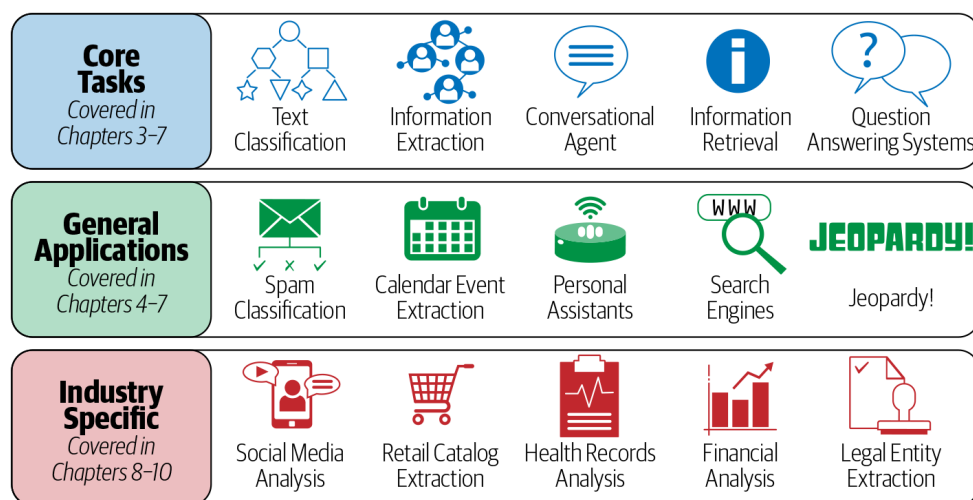 Core
Tasks
Covered in
Chapters 3–7
Text
Classification
Information
Extraction
Conversational
Agent
Information
Retrieval
?
Question
Answering Systems
General
Applications
Covered in
Chapters 4–7
Spam
Classification
Calendar Event
Extraction
Personal
Assistants
WWW
Search
Engines
JEOPARDY!
Jeopardy!
Industry
Specific
Covered in
Chapters 8–10
Social Media
Analysis
Retail Catalog
Extraction
Health Records
Analysis
Financial
Analysis
Legal Entity
Extraction